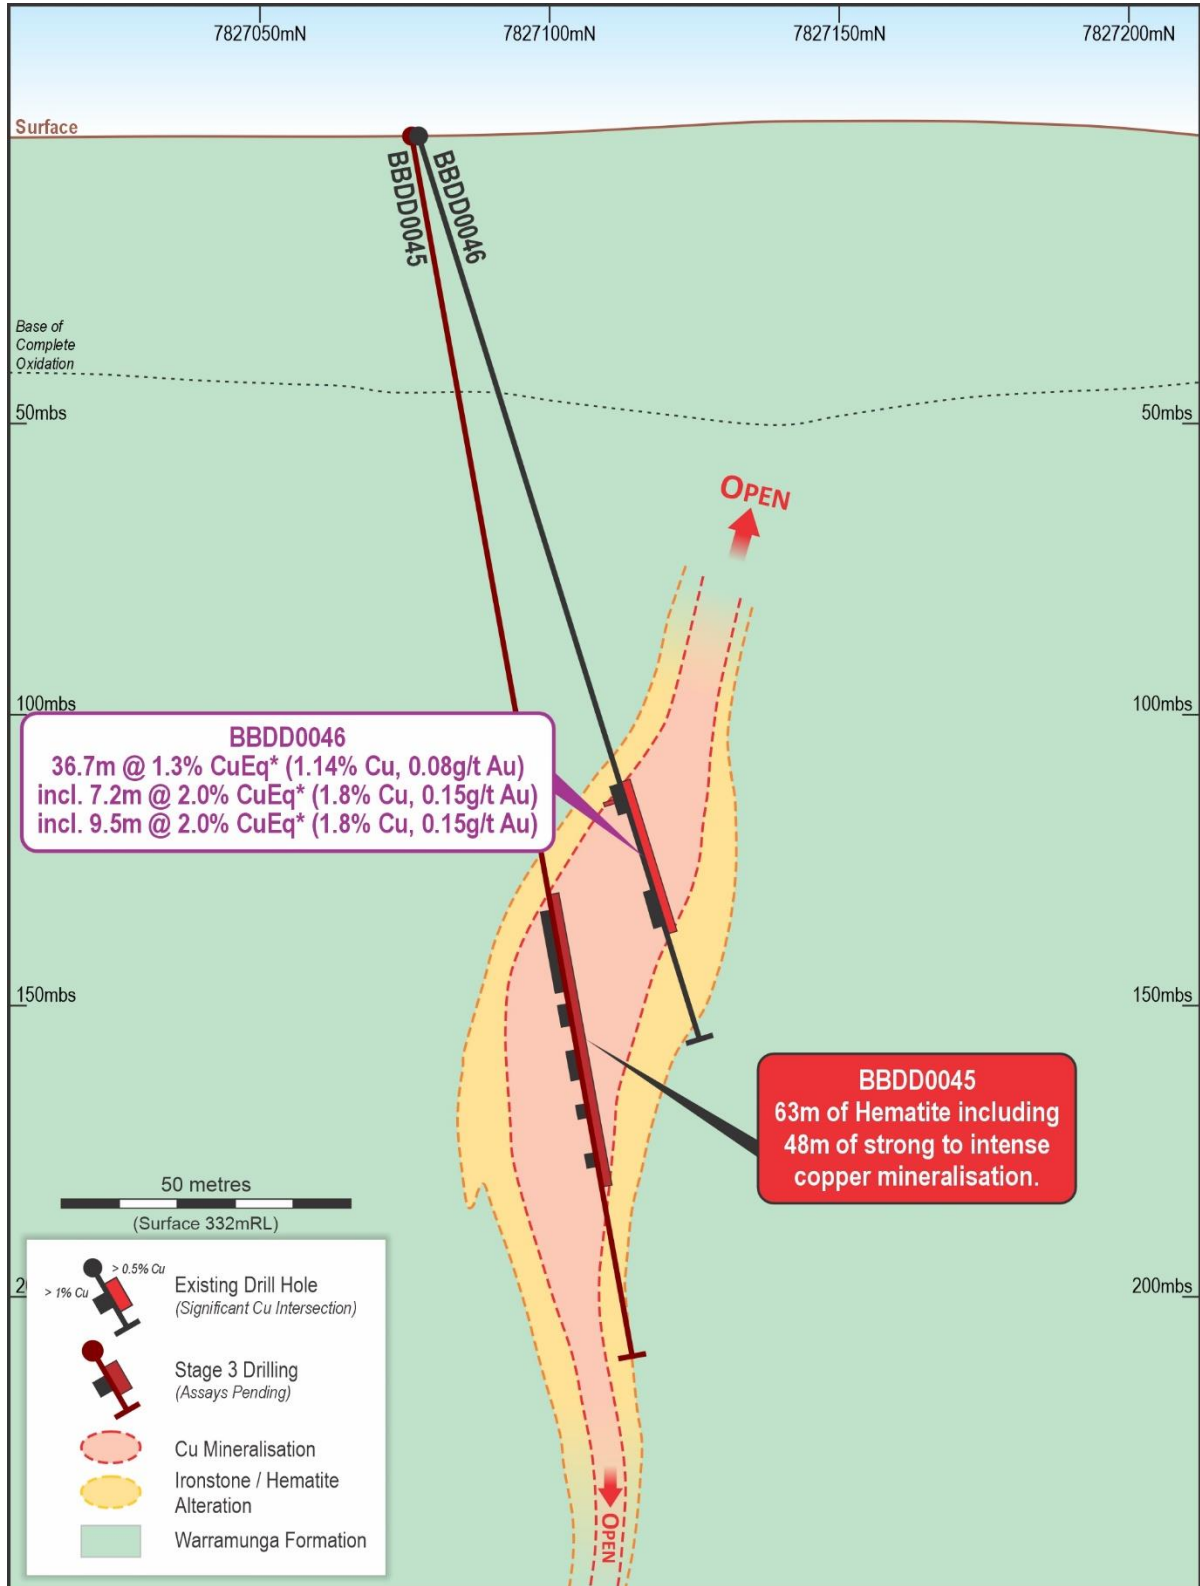 7827050mN
7827100mN
7827150mN
7827200mN
Surface
BBDD0045
BBDD0046
Base of
Complete
Oxidation
50mbs
50mbs
OPEN
100mbs
100mbs
BBDD0046
36.7m @ 1.3% CuEq* (1.14% Cu, 0.08g/t Au)
incl. 7.2m @ 2.0% CuEq* (1.8% Cu, 0.15g/t Au)
incl. 9.5m @ 2.0% CuEq* (1.8% Cu, 0.15g/t Au)
150mbs
150mbs
BBDD0045
63m of Hematite including
48m of strong to intense
copper mineralisation.
50 metres
(Surface 332mRL)
200mbs
> 0.5% Cu
> 1% Cu
Existing Drill Hole
(Significant Cu Intersection)
Stage 3 Drilling
(Assays Pending)
Cu Mineralisation
Ironstone / Hematite
Alteration
Warramunga Formation
OPEN